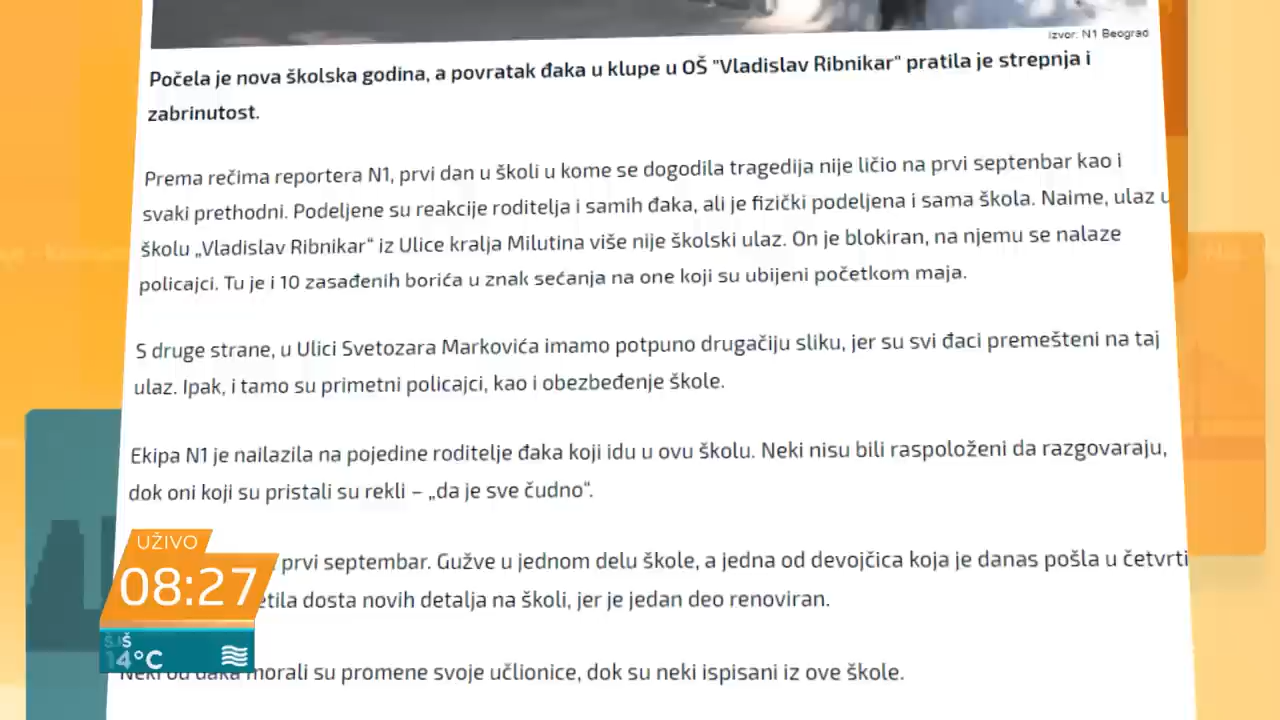 Izvor: N1 Beograd
Počela je nova školska godina, a povratak đaka u klupe u OŠ "Vladislav Ribnikar" pratila je strepnja i
zabrinutost.
Prema rečima reportera N1, prvi dan u školi u kome se dogodila tragedija nije ličio na prvi septenbar kao i
svaki prethodni. Podeljene su reakcije roditelja i samih đaka, ali je fizički podeljena i sama škola. Naime, ulaz u
školu „Vladislav Ribnikar“ iz Ulice kralja Milutina više nije školski ulaz. On je blokiran, na njemu se nalaze
policajci. Tu je i 10 zasađenih borića u znak sećanja na one koji su ubijeni početkom maja.
S druge strane, u Ulici Svetozara Markovića imamo potpuno drugačiju sliku, jer su svi đaci premešteni na taj
ulaz. Ipak, i tamo su primetni policajci, kao i obezbeđenje škole.
Ekipa N1 je nailazila na pojedine roditelje đaka koji idu u ovu školu. Neki nisu bili raspoloženi da razgovaraju,
dok oni koji su pristali su rekli – „da je sve čudno“.
prvi septembar. Gužve u jednom delu škole, a jedna od devojčica koja je danas pošla u četvrti
dosta novih detalja na školi, jer je jedan deo renoviran.
Neki od đaka morali su promene svoje učlionice, dok su neki ispisani iz ove škole.
UŽIVO
08:27
14°C